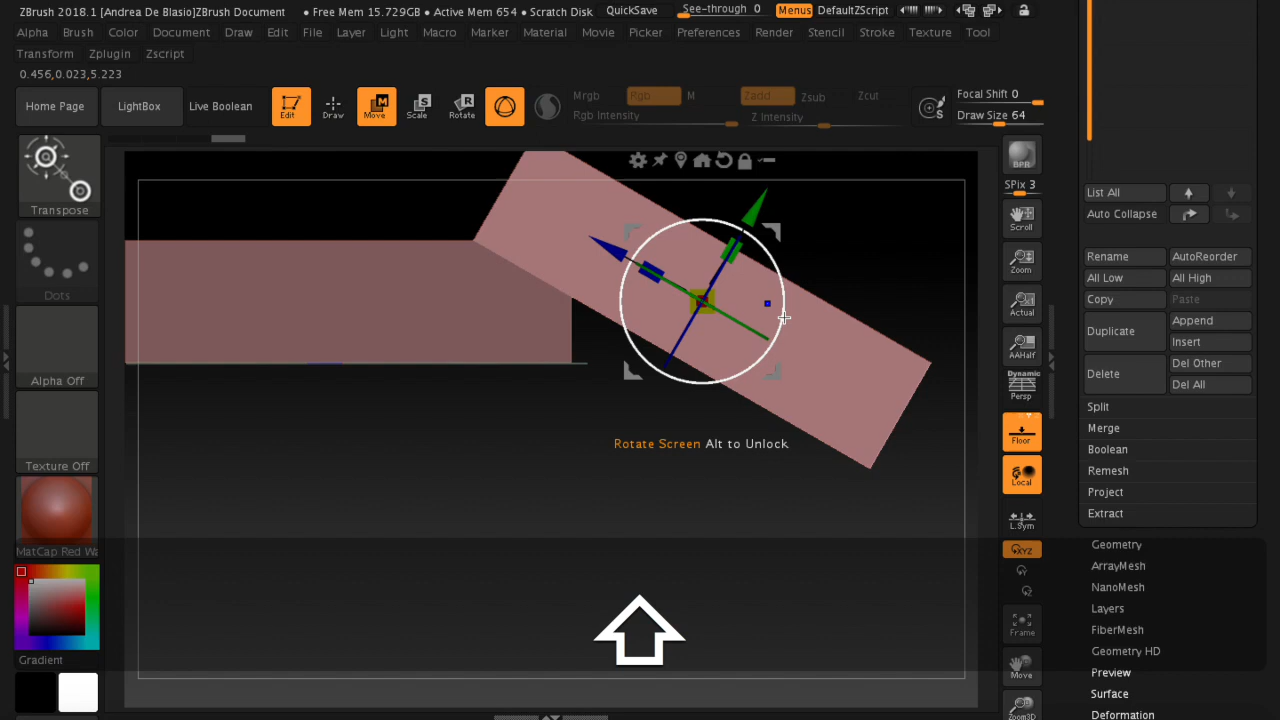 ZBrush 2018.1 [Andrea De Blasio]ZBrush Document • Free Mem 15.729GB • Active Mem 654 • Scratch Disk QuickSave See-through 0 Menus DefaultZScript
Alpha Brush Color Document Draw Edit File Layer Light Macro Marker Material Movie Picker Preferences Render Stencil Stroke Texture Tool
Transform Zplugin Zscript
0.456,0.023,5.223
Home Page LightBox Live Boolean Edit Draw Move Scale Rotate
Mrgb Rgb M Zadd Zsub Zcut
Rgb Intensity Z Intensity
Focal Shift 0
Draw Size 64
Transpose
Dots
Alpha Off
Texture Off
MatCap Red Wa
Gradient
Rotate Screen Alt to Unlock
BPR
SPix 3
Scroll
Zoom
Actual
AAHalf
Dynamic
Persp
Floor
Local
L.Sym
XYZ
Y
Z
Frame
Move
Zoom3D
List All
Auto Collapse
Rename AutoReorder
All Low All High
Copy Paste
Duplicate Append
Insert
Delete Del Other
Del All
Split
Merge
Boolean
Remesh
Project
Extract
Geometry
ArrayMesh
NanoMesh
Layers
FiberMesh
Geometry HD
Preview
Surface
Deformation